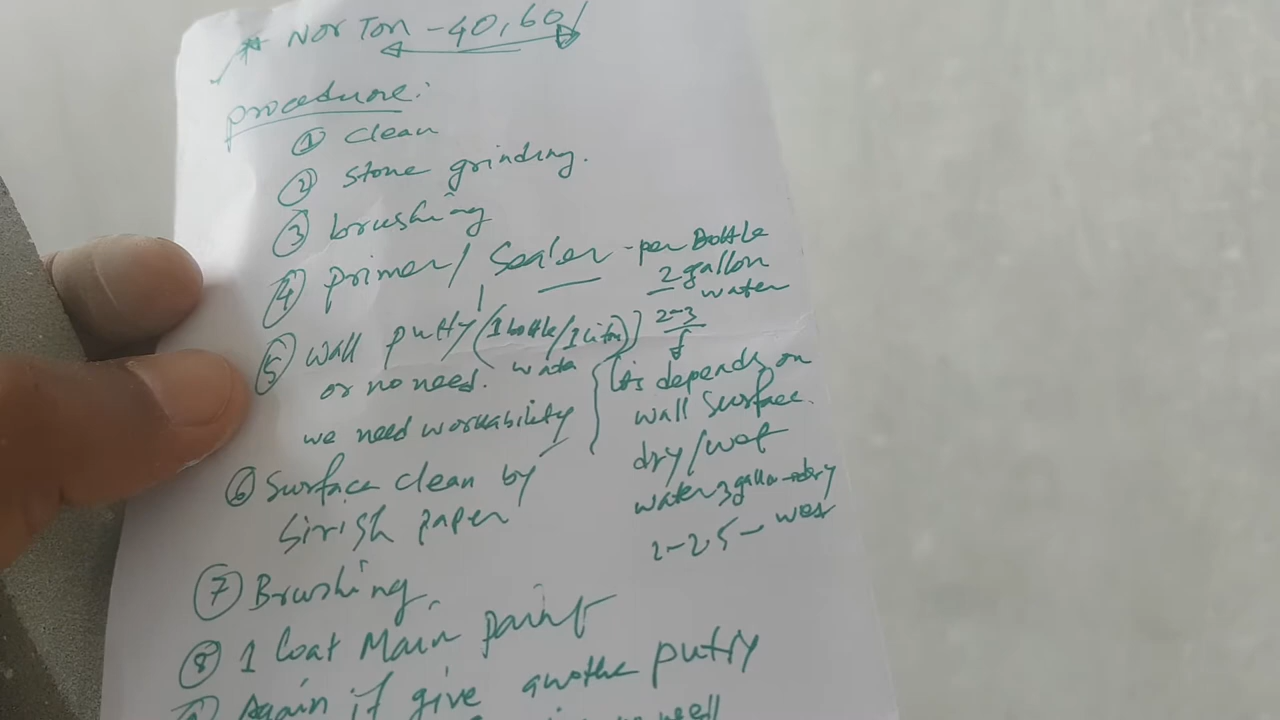 * Nor Ton - 40, 60
procedure:
① clean
② stone grinding.
③ brushing
④ primer / Sealer - per Bottle
2 gallon
water
2-3
⑤ wall putty (1 bottle/1 litre)
water
or no need.
we need workability
depends on
wall surface.
dry/wet
water 3 gallon dry
2-2.5 - wet
⑥ Surface clean by
Sirish paper
⑦ Brushing
⑧ 1 Coat Main paint
Again if give another putty